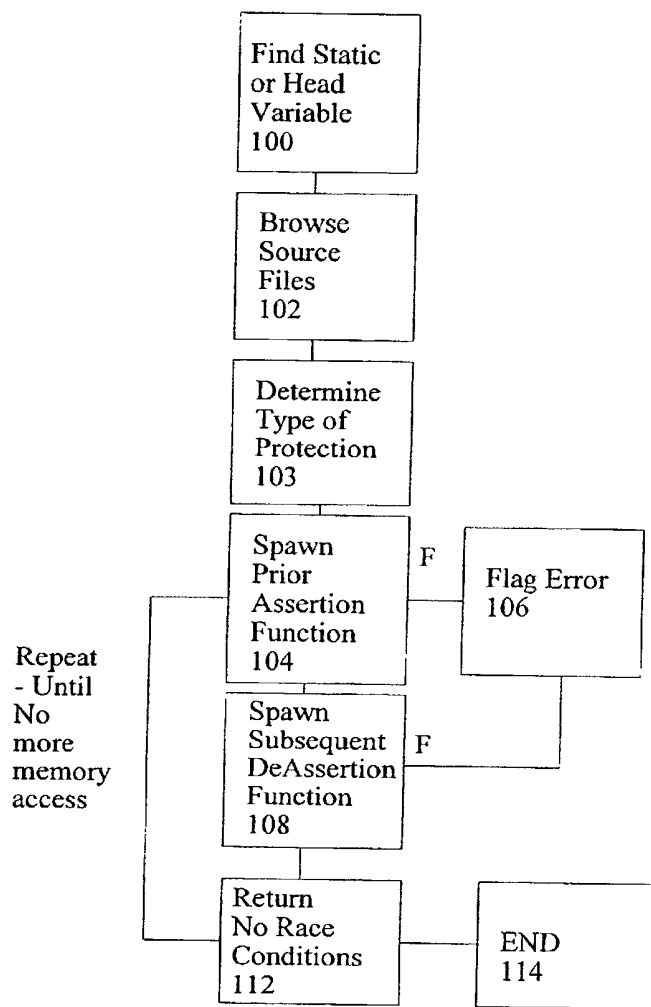 Find Static
or Head
Variable
100
Browse
Source
Files
102
Determine
Type of
Protection
103
Spawn
Prior
Assertion
Function
104
F
Flag Error
106
Repeat
- Until
No
more
memory
access
Spawn
Subsequent
DeAssertion
Function
108
F
Return
No Race
Conditions
112
END
114